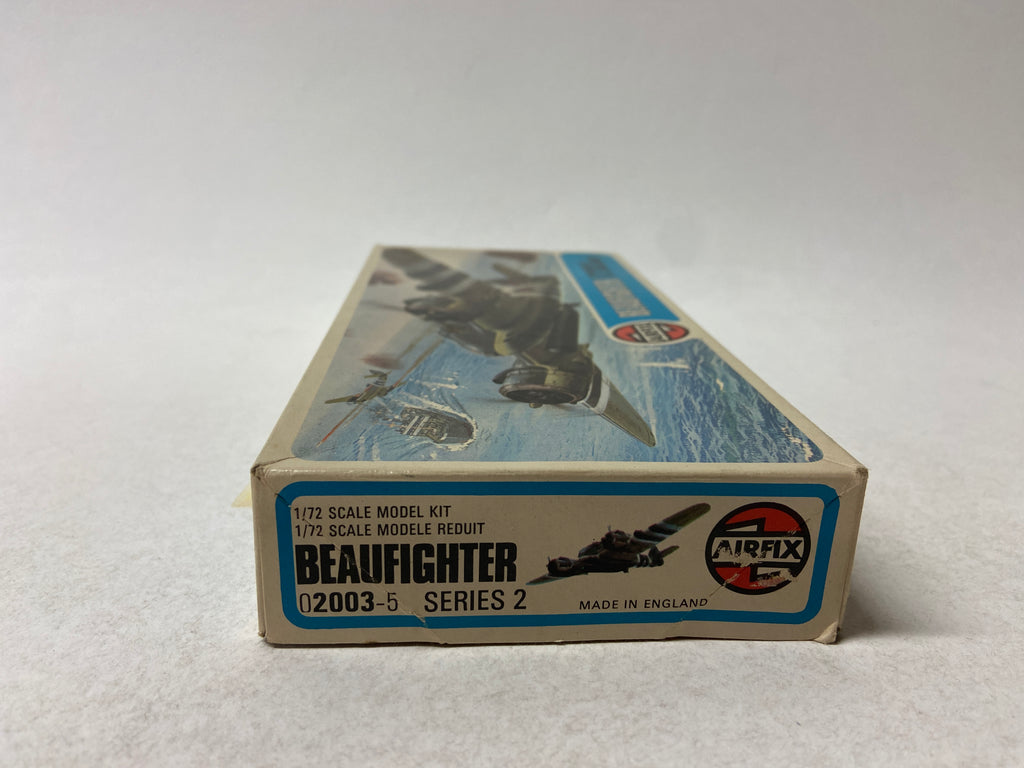 1/72 SCALE MODEL KIT
1/72 SCALE MODELE REDUIT
BEAUFIGHTER
02003-5 SERIES 2
MADE IN ENGLAND
AIRFIX